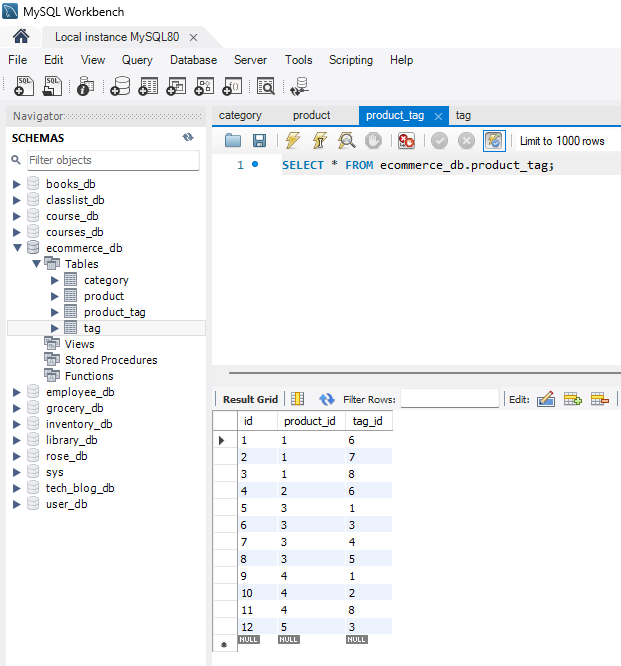 MySQL Workbench
Local instance MySQL80
File Edit View Query Database Server Tools Scripting Help
SQL SQL
Navigator
SCHEMAS
Filter objects
books_db
classlist_db
course_db
courses_db
ecommerce_db
Tables
category
product
product_tag
tag
Views
Stored Procedures
Functions
employee_db
grocery_db
inventory_db
library_db
rose_db
sys
tech_blog_db
user_db
category product product_tag tag
Limit to 1000 rows
1 SELECT * FROM ecommerce_db.product_tag;
Result Grid Filter Rows: Edit:
id product_id tag_id
1 1 6
2 1 7
3 1 8
4 2 6
5 3 1
6 3 3
7 3 4
8 3 5
9 4 1
10 4 2
11 4 8
12 5 3
NULL NULL NULL